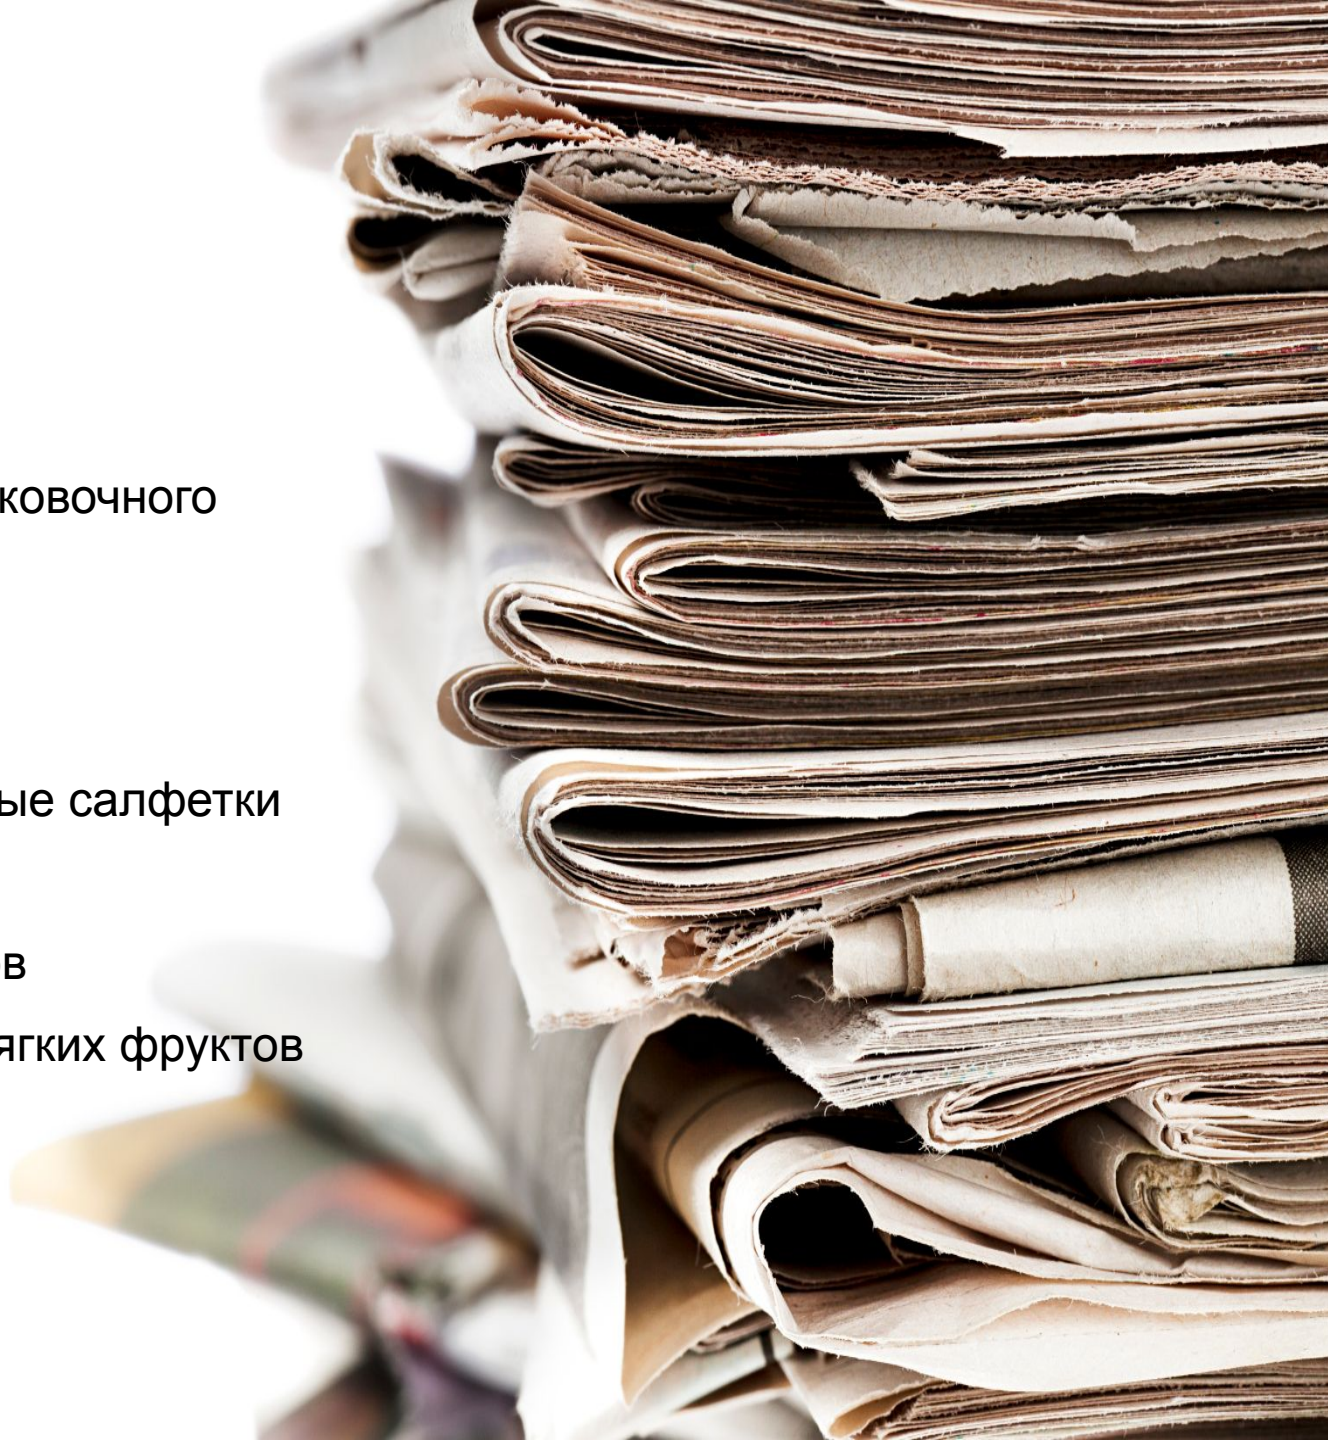 ковочного
ые салфетки
в
ягких фруктов